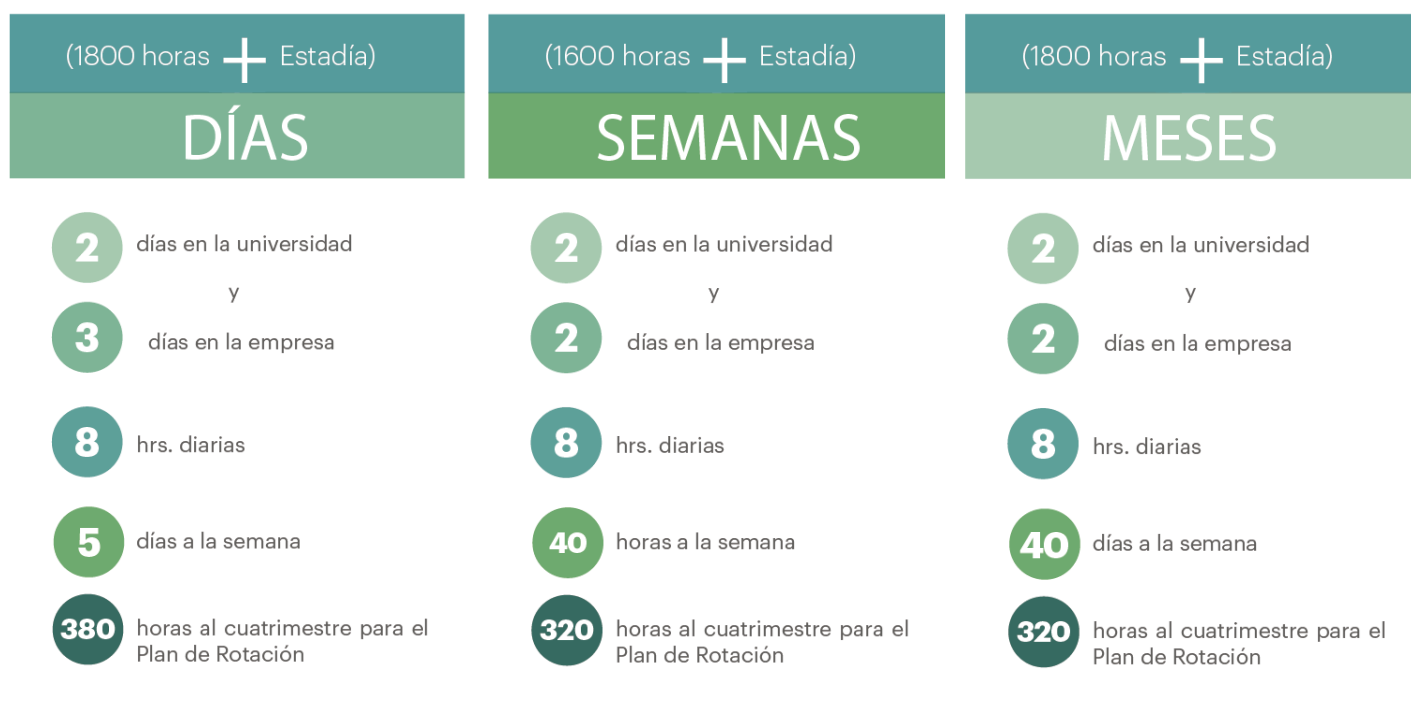 (1800 horas + Estadía)
DÍAS
2 días en la universidad
y
3 días en la empresa
8 hrs. diarias
5 días a la semana
380 horas al cuatrimestre para el
Plan de Rotación
(1600 horas + Estadía)
SEMANAS
2 días en la universidad
y
2 días en la empresa
8 hrs. diarias
40 horas a la semana
320 horas al cuatrimestre para el
Plan de Rotación
(1800 horas + Estadía)
MESES
2 días en la universidad
y
2 días en la empresa
8 hrs. diarias
40 días a la semana
320 horas al cuatrimestre para el
Plan de Rotación